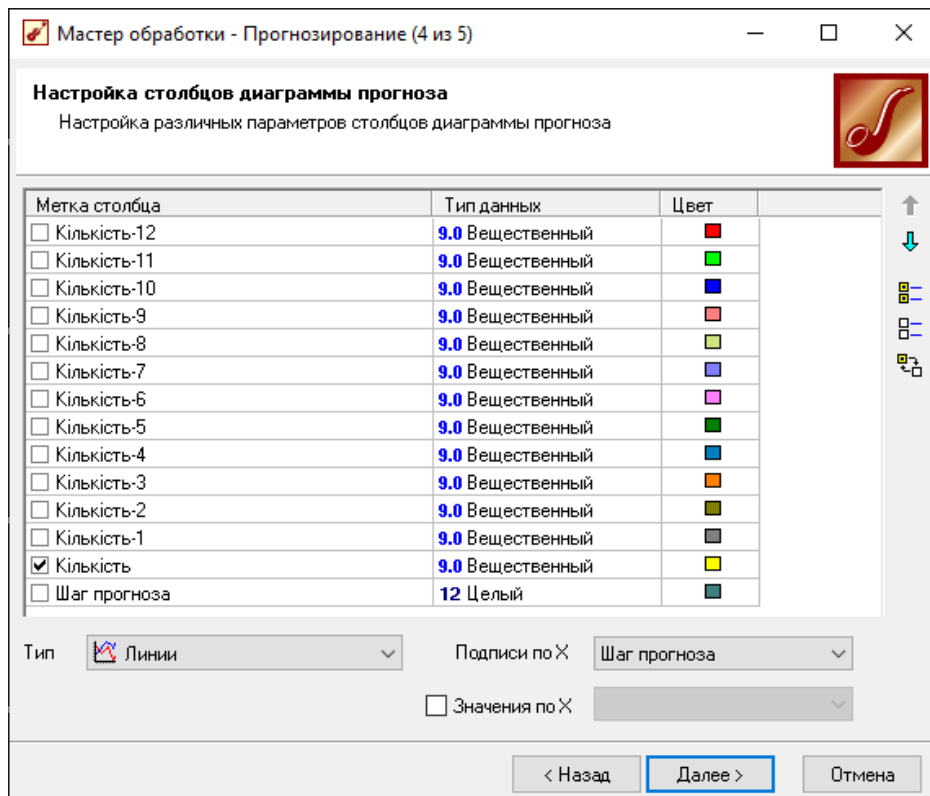 Мастер обработки - Прогнозирование (4 из 5)
Настройка столбцов диаграммы прогноза
Настройка различных параметров столбцов диаграммы прогноза
Метка столбца Тип данных Цвет
Кількість-12 9.0 Вещественный
Кількість-11 9.0 Вещественный
Кількість-10 9.0 Вещественный
Кількість-9 9.0 Вещественный
Кількість-8 9.0 Вещественный
Кількість-7 9.0 Вещественный
Кількість-6 9.0 Вещественный
Кількість-5 9.0 Вещественный
Кількість-4 9.0 Вещественный
Кількість-3 9.0 Вещественный
Кількість-2 9.0 Вещественный
Кількість-1 9.0 Вещественный
Кількість 9.0 Вещественный
Шаг прогноза 12 Целый
Тип Линии Подписи по X Шаг прогноза
Значения по X
< Назад Далее > Отмена